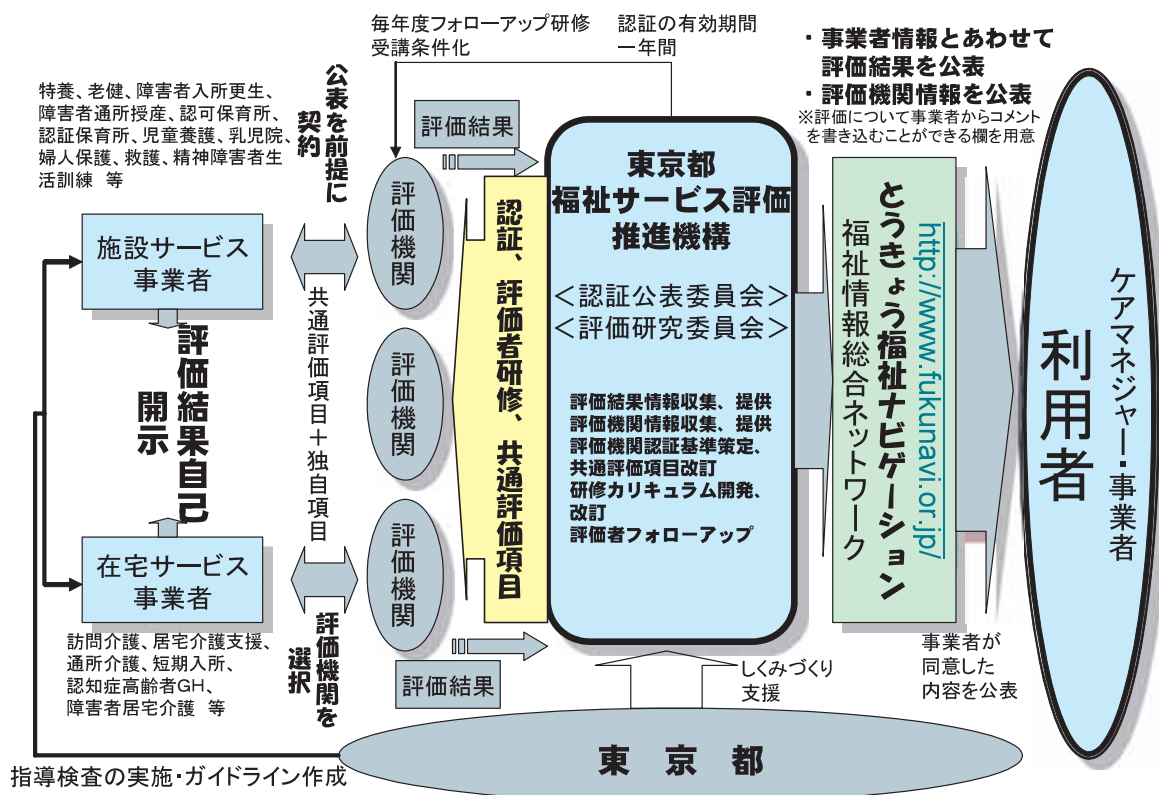 毎年度フォローアップ研修
受講条件化
認証の有効期間
一年間
・事業者情報とあわせて
評価結果を公表
・評価機関情報を公表
※評価について事業者からコメント
を書き込むことができる欄を用意
特養、老健、障害者入所更生、
障害者通所授産、認可保育所、
認証保育所、児童養護、乳児院、
婦人保護、救護、精神障害者生
活訓練 等
公表を前提に
契約
評価結果
施設サービス
事業者
評価結果自己
開示
在宅サービス
事業者
訪問介護、居宅介護支援、
通所介護、短期入所、
認知症高齢者GH、
障害者居宅介護 等
共通評価項目＋独自項目
評価機関を
選択
評価機関
評価機関
評価機関
評価結果
認証、評価者研修、共通評価項目
東京都
福祉サービス評価
推進機構
＜認証公表委員会＞
＜評価研究委員会＞
評価結果情報収集、提供
評価機関情報収集、提供
評価機関認証基準策定、
共通評価項目改訂
研修カリキュラム開発、
改訂
評価者フォローアップ
http://www.fukunavi.or.jp/
とうきょう福祉ナビゲーション
福祉情報総合ネットワーク
ケアマネジャー・事業者
利用者
事業者が
同意した
内容を公表
しくみづくり
支援
東京都
指導検査の実施・ガイドライン作成